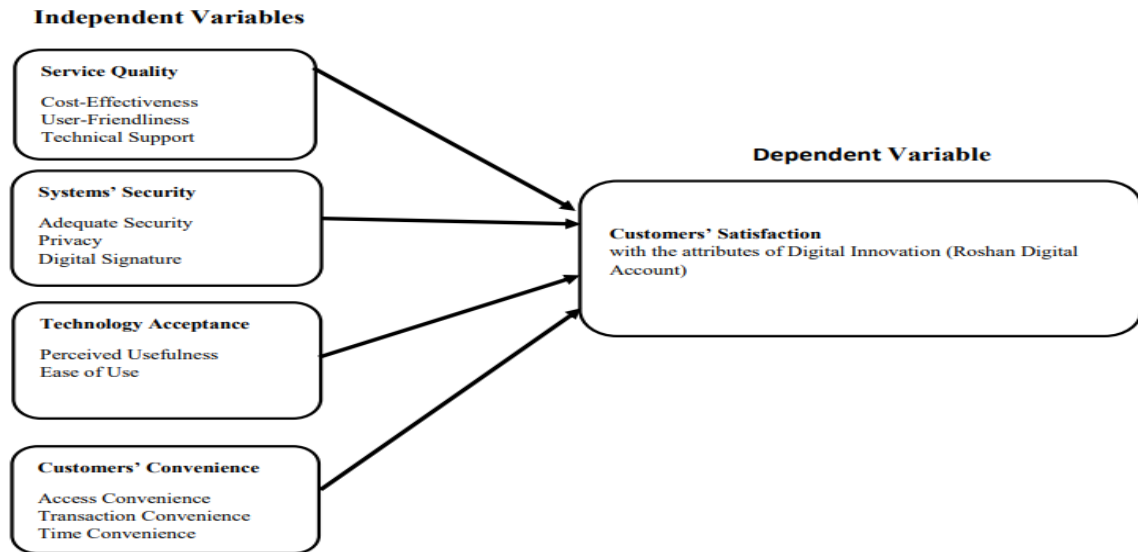 Independent Variables
Service Quality
Cost-Effectiveness
User-Friendliness
Technical Support
Systems’ Security
Adequate Security
Privacy
Digital Signature
Technology Acceptance
Perceived Usefulness
Ease of Use
Customers’ Convenience
Access Convenience
Transaction Convenience
Time Convenience
Dependent Variable
Customers’ Satisfaction
with the attributes of Digital Innovation (Roshan Digital
Account)